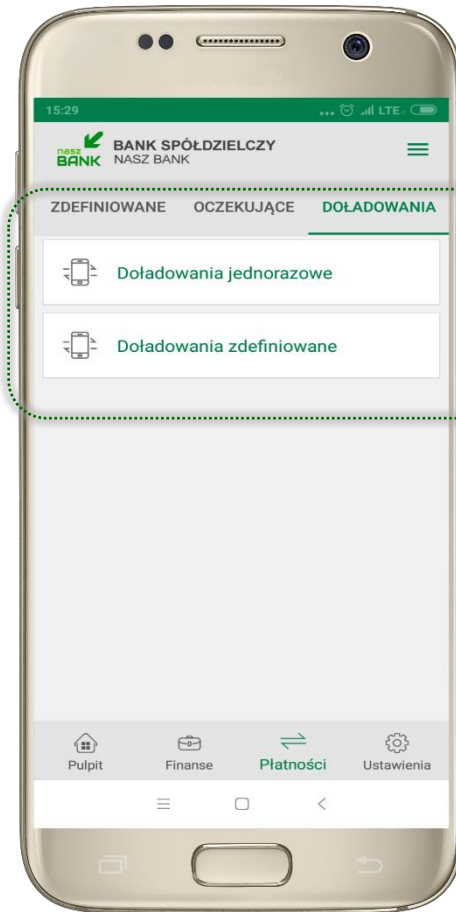 15:29 ... LTE
nasz BANK
BANK SPÓŁDZIELCZY
NASZ BANK
ZDEFINIOWANE OCZEKUJĄCE DOŁADOWANIA
Doładowania jednorazowe
Doładowania zdefiniowane
Pulpit Finanse Płatności Ustawienia